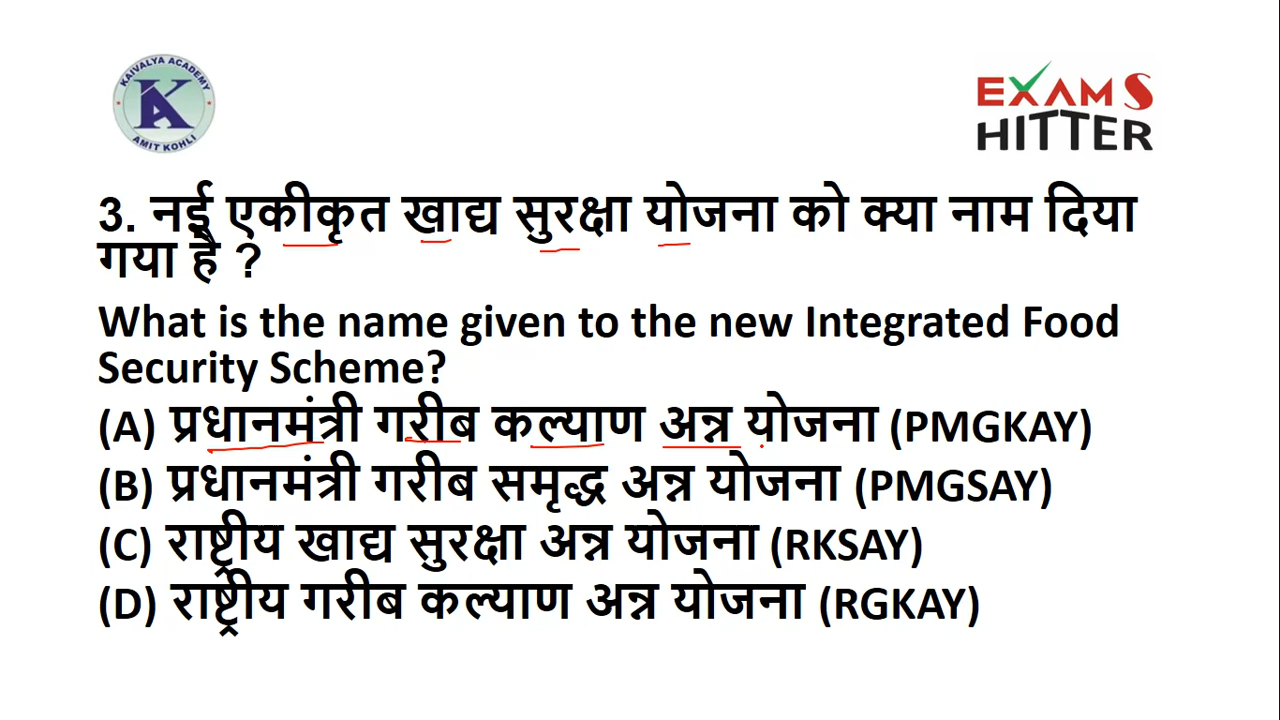 KAIVALYA ACADEMY
AMIT KOHLI
EXAMS
HITTER
3. नई एकीकृत खाद्य सुरक्षा योजना को क्या नाम दिया
गया है ?
What is the name given to the new Integrated Food
Security Scheme?
(A) प्रधानमंत्री गरीब कल्याण अन्न योजना (PMGKAY)
(B) प्रधानमंत्री गरीब समृद्ध अन्न योजना (PMGSAY)
(C) राष्ट्रीय खाद्य सुरक्षा अन्न योजना (RKSAY)
(D) राष्ट्रीय गरीब कल्याण अन्न योजना (RGKAY)